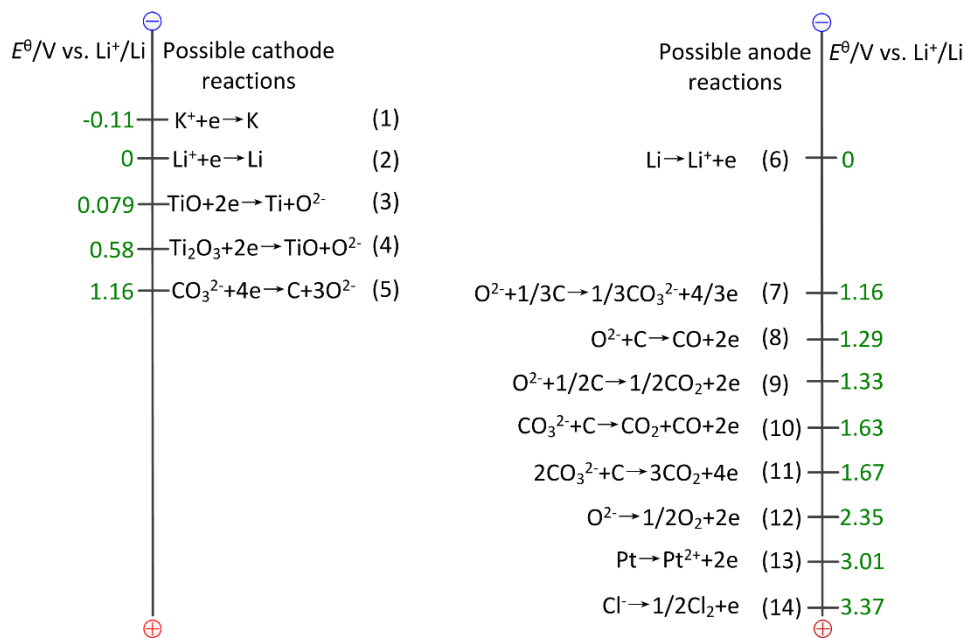 ⊖
E^θ/V vs. Li⁺/Li
Possible cathode
reactions
-0.11 K⁺+e→K (1)
0 Li⁺+e→Li (2)
0.079 TiO+2e→Ti+O²⁻ (3)
0.58 Ti₂O₃+2e→TiO+O²⁻ (4)
1.16 CO₃²⁻+4e→C+3O²⁻ (5)
⊕
⊖
Possible anode
reactions
E^θ/V vs. Li⁺/Li
Li→Li⁺+e (6) 0
O²⁻+1/3C→1/3CO₃²⁻+4/3e (7) 1.16
O²⁻+C→CO+2e (8) 1.29
O²⁻+1/2C→1/2CO₂+2e (9) 1.33
CO₃²⁻+C→CO₂+CO+2e (10) 1.63
2CO₃²⁻+C→3CO₂+4e (11) 1.67
O²⁻→1/2O₂+2e (12) 2.35
Pt→Pt²⁺+2e (13) 3.01
Cl⁻→1/2Cl₂+e (14) 3.37
⊕